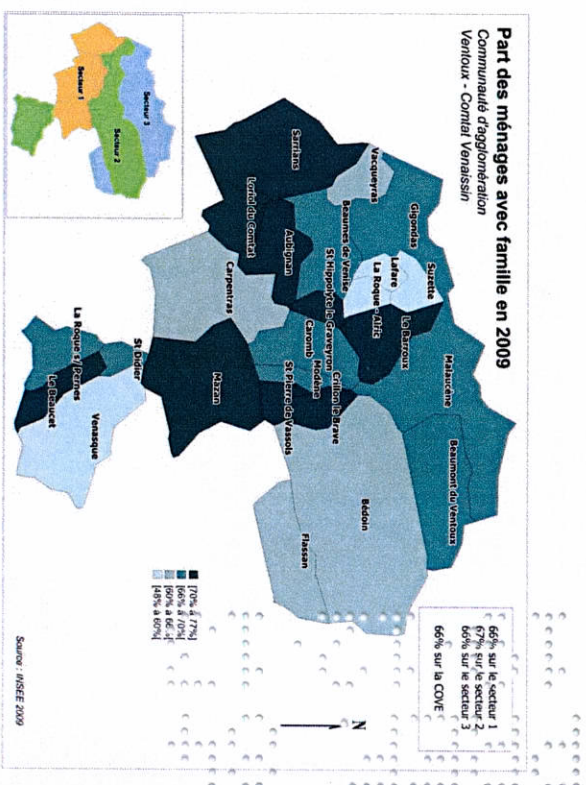 Part des ménages avec famille en 2009
Communauté d'agglomération
Ventoux - Comtat Venaissin
66% sur le secteur 1
67% sur le secteur 2
66% sur le secteur 3
66% sur la COVE
N
Malaucène
Beaumont du Ventoux
Suzette
Gigondas
Lafare
La Roque - Alric
Le Barroux
Vacqueyras
Beaumes de Venise
St Hippolyte le Graveyron
Crillon le Brave
Bédoin
Sarrians
Aubignan
Caromb
Modène
St Pierre de Vassols
Flassan
Loriol du Comtat
Carpentras
Mazan
St Didier
La Roque s/ Pernes
Le Beaucet
Venasque
Secteur 3
Secteur 2
Secteur 1
[70% à 77%]
[66% à 70%[
[60% à 66
[48% à 60%[
Source : INSEE 2009